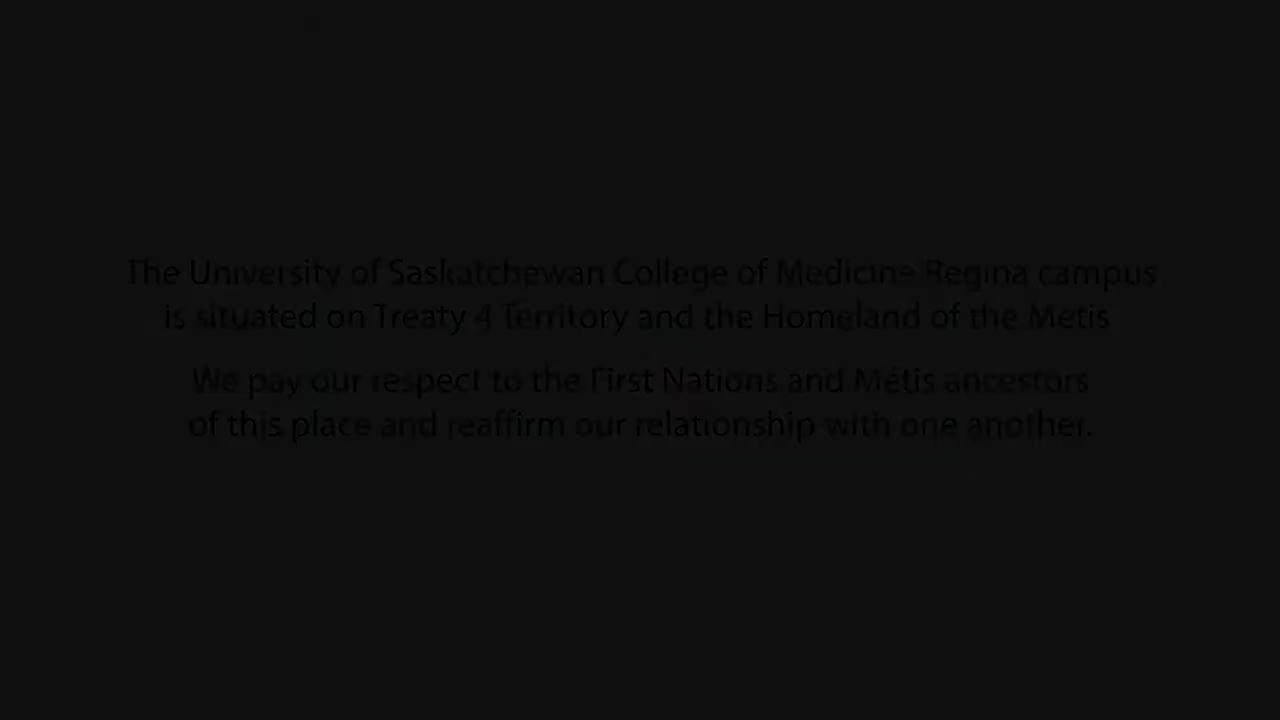 The University of Saskatchewan College of Medicine Regina campus
is situated on Treaty 4 Territory and the Homeland of the Metis
We pay our respect to the First Nations and Métis ancestors
of this place and reaffirm our relationship with one another.